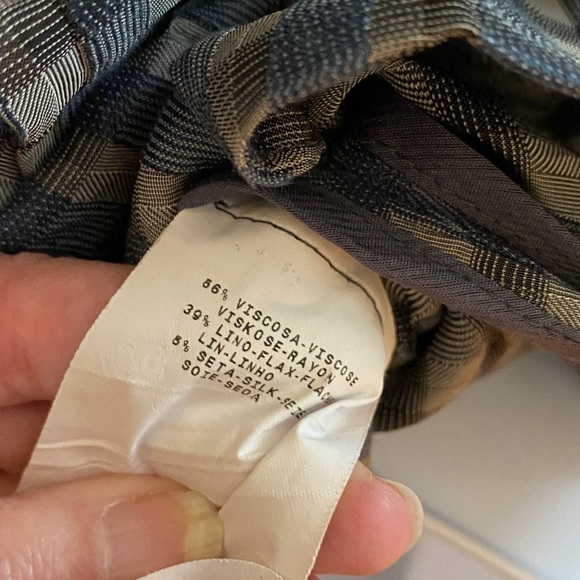 56% VISCOSA-VISCOSE
VISKOSE-RAYON
39% LINO-FLAX-FLACHS
LIN-LINHO
5% SETA-SILK-SEIDE
SOIE-SEDA